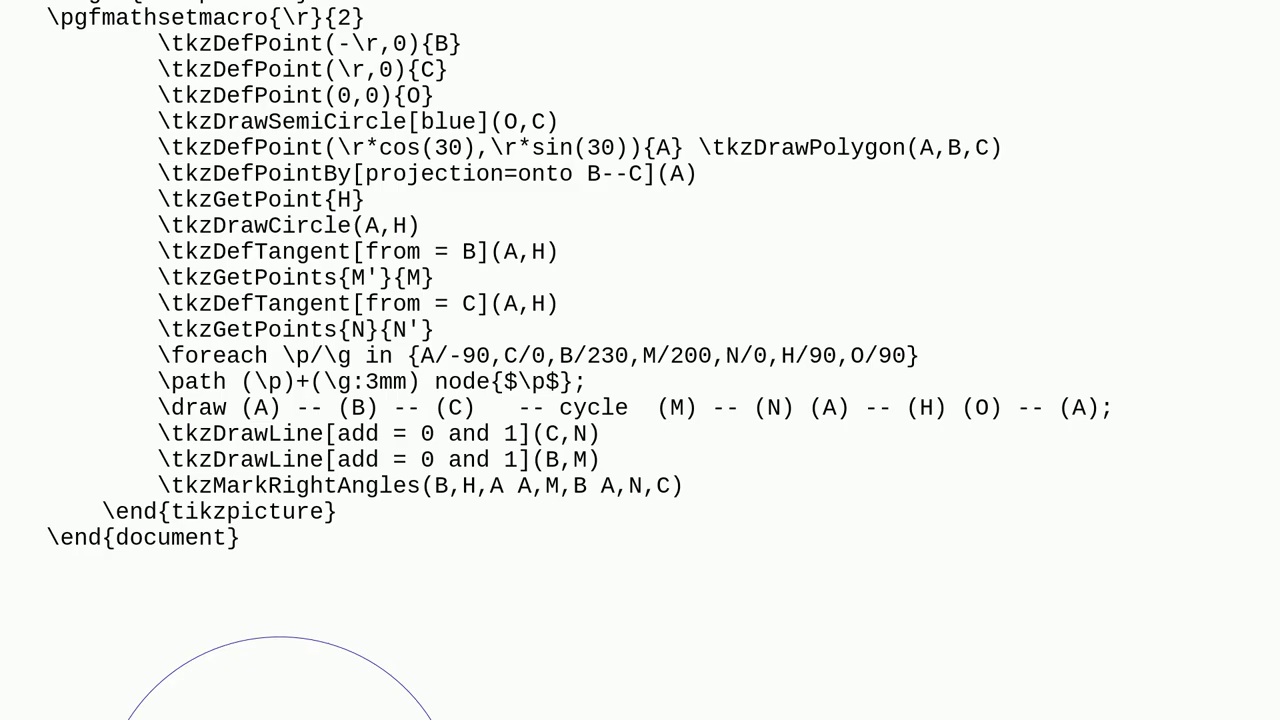 \pgfmathsetmacro{\r}{2}
\tkzDefPoint(-\r,0){B}
\tkzDefPoint(\r,0){C}
\tkzDefPoint(0,0){O}
\tkzDrawSemiCircle[blue](O,C)
\tkzDefPoint(\r*cos(30),\r*sin(30)){A} \tkzDrawPolygon(A,B,C)
\tkzDefPointBy[projection=onto B--C](A)
\tkzGetPoint{H}
\tkzDrawCircle(A,H)
\tkzDefTangent[from = B](A,H)
\tkzGetPoints{M'}{M}
\tkzDefTangent[from = C](A,H)
\tkzGetPoints{N}{N'}
\foreach \p/\g in {A/-90,C/0,B/230,M/200,N/0,H/90,O/90}
\path (\p)+(\g:3mm) node{$\p$};
\draw (A) -- (B) -- (C)   -- cycle  (M) -- (N) (A) -- (H) (O) -- (A);
\tkzDrawLine[add = 0 and 1](C,N)
\tkzDrawLine[add = 0 and 1](B,M)
\tkzMarkRightAngles(B,H,A A,M,B A,N,C)
\end{tikzpicture}
\end{document}